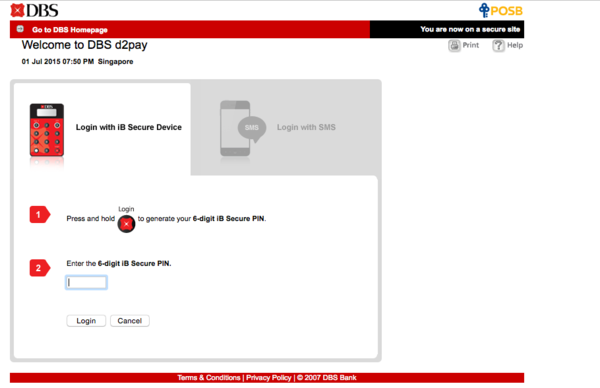 DBS
POSB
Go to DBS Homepage
You are now on a secure site
Welcome to DBS d2pay
Print
Help
01 Jul 2015 07:50 PM Singapore
DBS
Login with iB Secure Device
SMS
Login with SMS
Login
1
Press and hold to generate your 6-digit iB Secure PIN.
2
Enter the 6-digit iB Secure PIN.
Login
Cancel
Terms & Conditions | Privacy Policy | © 2007 DBS Bank